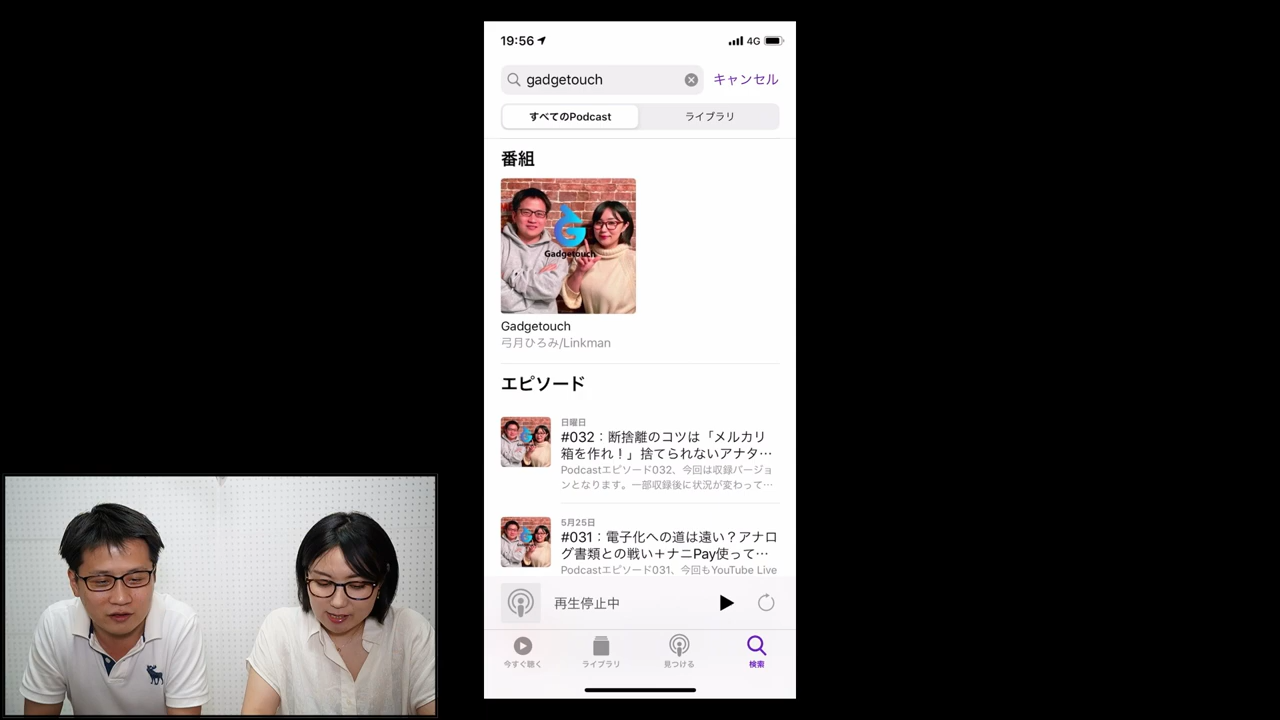 19:56
4G
gadgetouch
キャンセル
すべてのPodcast
ライブラリ
番組
Gadgetouch
Gadgetouch
弓月ひろみ/Linkman
エピソード
日曜日
#032：断捨離のコツは「メルカリ
箱を作れ！」捨てられないアナタ…
Podcastエピソード032、今回は収録バージョ
ンとなります。一部収録後に状況が変わって…
5月25日
#031：電子化への道は遠い？アナロ
グ書類との戦い＋ナニPay使って…
Podcastエピソード031、今回もYouTube Live
再生停止中
今すぐ聴く
ライブラリ
見つける
検索